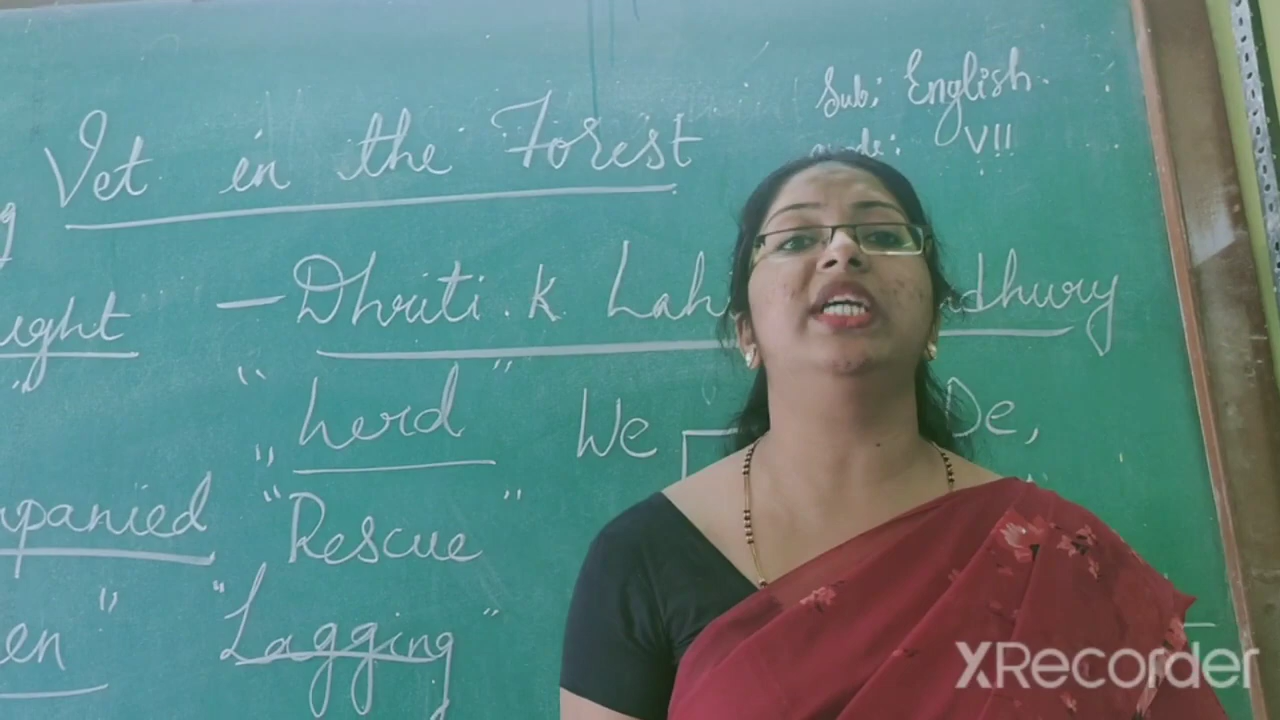 Vet in the Forest
Sub: English.
VII
- Dhriti. K Lah dhury
ight
"herd" We De,
panied "Rescue"
en" "Lagging"
XRecorder